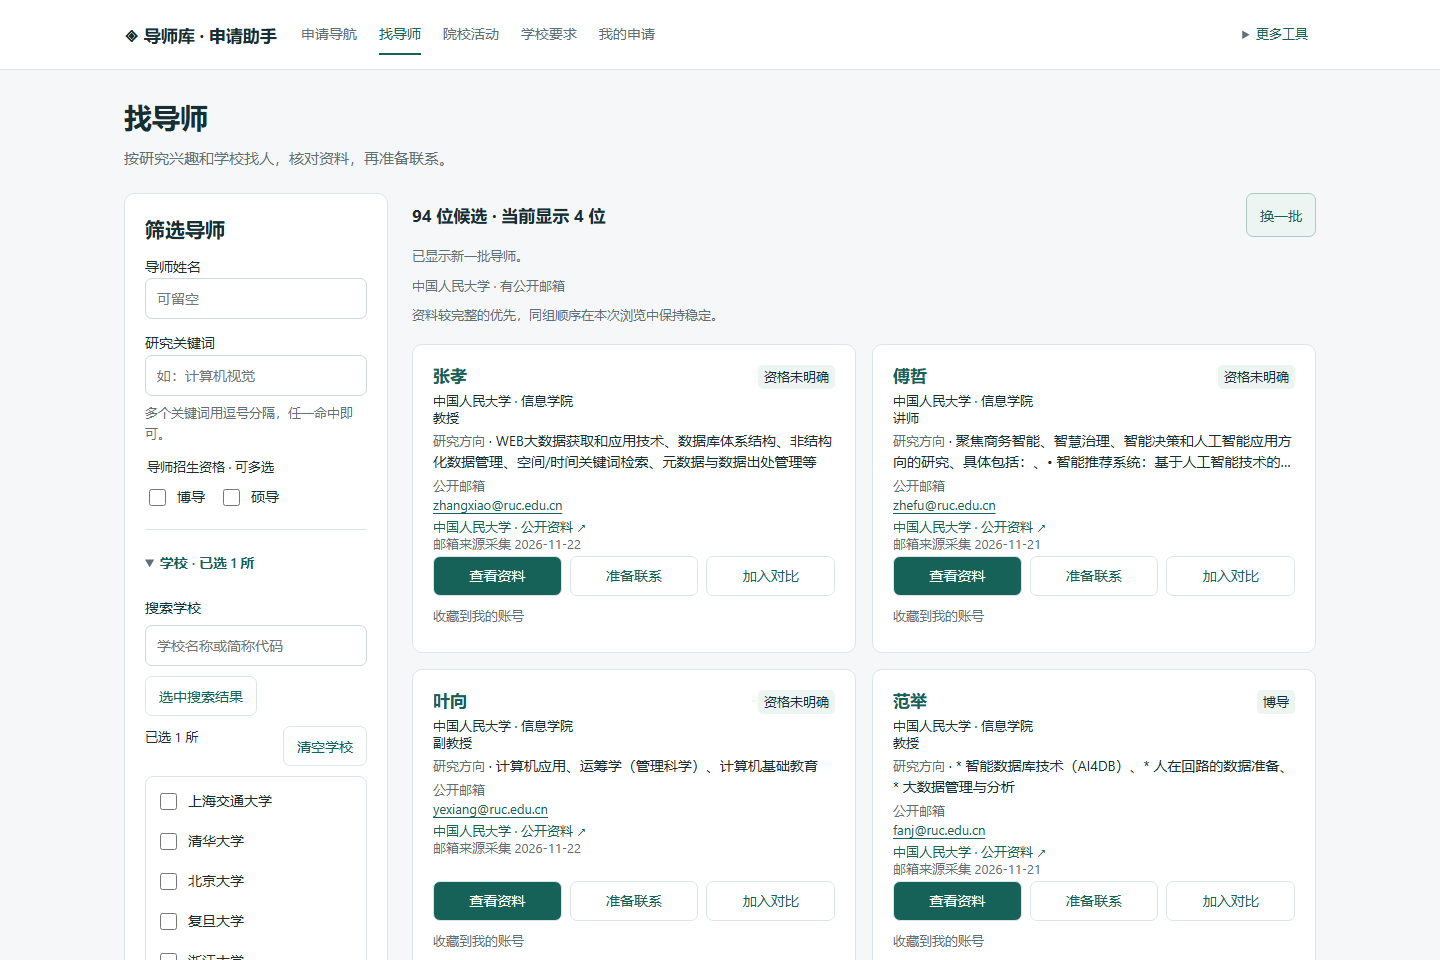 ◈ 导师库 · 申请助手
申请导航
找导师
院校活动
学校要求
我的申请
▶ 更多工具
找导师
按研究兴趣和学校找人，核对资料，再准备联系。
筛选导师
导师姓名
可留空
研究关键词
如：计算机视觉
多个关键词用逗号分隔，任一命中即
可。
导师招生资格 · 可多选
博导
硕导
▼ 学校 · 已选 1 所
搜索学校
学校名称或简称代码
选中搜索结果
已选 1 所
清空学校
上海交通大学
清华大学
北京大学
复旦大学
浙江大学
94 位候选 · 当前显示 4 位
换一批
已显示新一批导师。
中国人民大学 · 有公开邮箱
资料较完整的优先，同组顺序在本次浏览中保持稳定。
张孝
资格未明确
中国人民大学 · 信息学院
教授
研究方向 · WEB大数据获取和应用技术、数据库体系结构、非结构
化数据管理、空间/时间关键词检索、元数据与数据出处管理等
公开邮箱
zhangxiao@ruc.edu.cn
中国人民大学 · 公开资料 ↗
邮箱来源采集 2026-11-22
查看资料
准备联系
加入对比
收藏到我的账号
傅哲
资格未明确
中国人民大学 · 信息学院
讲师
研究方向 · 聚焦商务智能、智慧治理、智能决策和人工智能应用方
向的研究、具体包括：、• 智能推荐系统：基于人工智能技术的...
公开邮箱
zhefu@ruc.edu.cn
中国人民大学 · 公开资料 ↗
邮箱来源采集 2026-11-21
查看资料
准备联系
加入对比
收藏到我的账号
叶向
资格未明确
中国人民大学 · 信息学院
副教授
研究方向 · 计算机应用、运筹学（管理科学）、计算机基础教育
公开邮箱
yexiang@ruc.edu.cn
中国人民大学 · 公开资料 ↗
邮箱来源采集 2026-11-22
查看资料
准备联系
加入对比
收藏到我的账号
范举
博导
中国人民大学 · 信息学院
教授
研究方向 · * 智能数据库技术（AI4DB）、* 人在回路的数据准备、
* 大数据管理与分析
公开邮箱
fanj@ruc.edu.cn
中国人民大学 · 公开资料 ↗
邮箱来源采集 2026-11-21
查看资料
准备联系
加入对比
收藏到我的账号